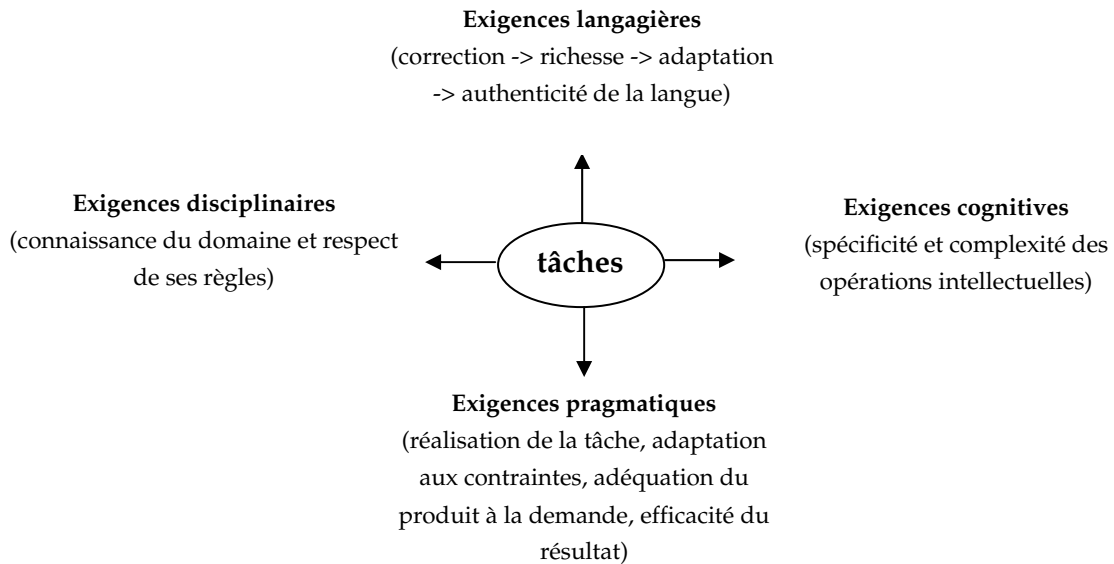 Exigences langagières
(correction -> richesse -> adaptation
-> authenticité de la langue)
Exigences disciplinaires
(connaissance du domaine et respect
de ses règles)
tâches
Exigences cognitives
(spécificité et complexité des
opérations intellectuelles)
Exigences pragmatiques
(réalisation de la tâche, adaptation
aux contraintes, adéquation du
produit à la demande, efficacité du
résultat)